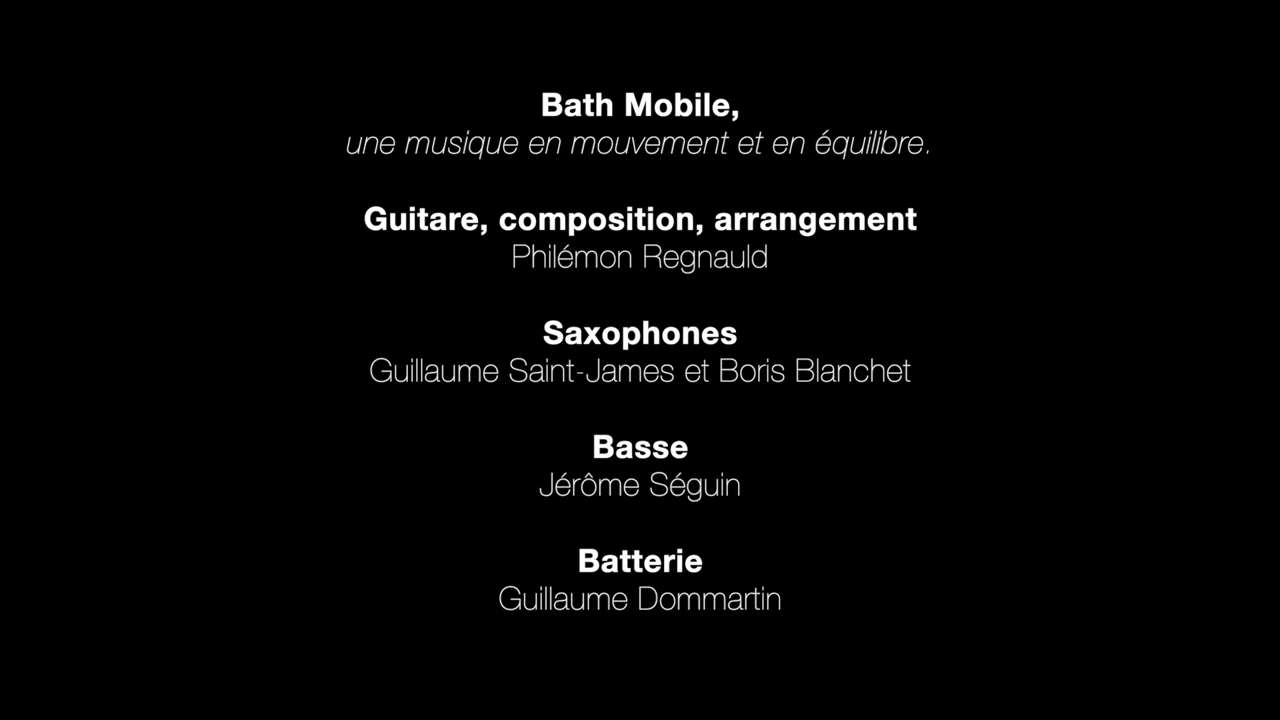 Bath Mobile,
une musique en mouvement et en équilibre.
Guitare, composition, arrangement
Philémon Regnauld
Saxophones
Guillaume Saint-James et Boris Blanchet
Basse
Jérôme Séguin
Batterie
Guillaume Dommartin